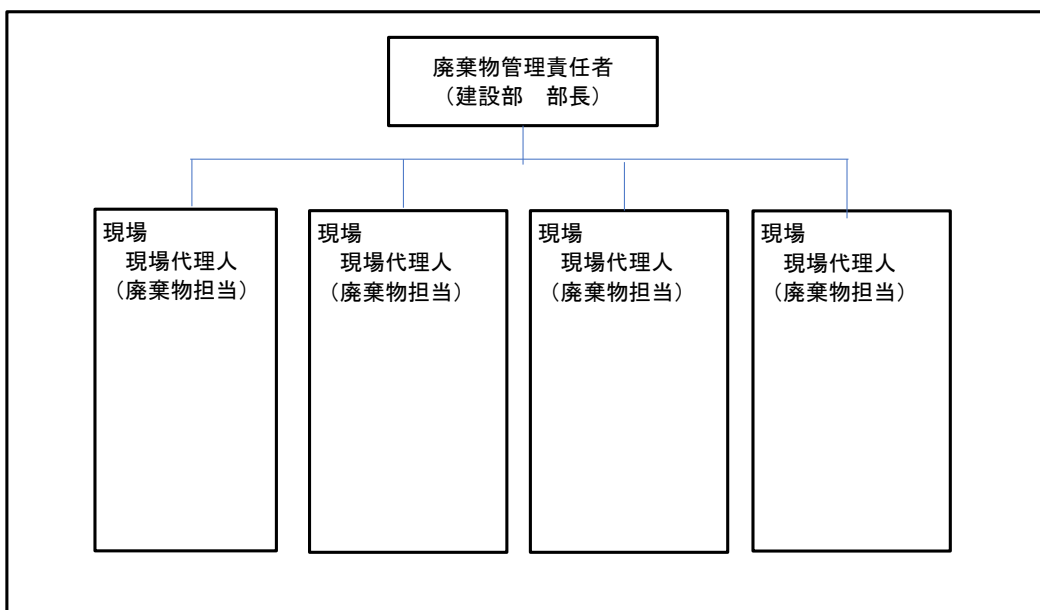 廃棄物管理責任者
（建設部　部長）
現場
現場代理人
（廃棄物担当）
現場
現場代理人
（廃棄物担当）
現場
現場代理人
（廃棄物担当）
現場
現場代理人
（廃棄物担当）